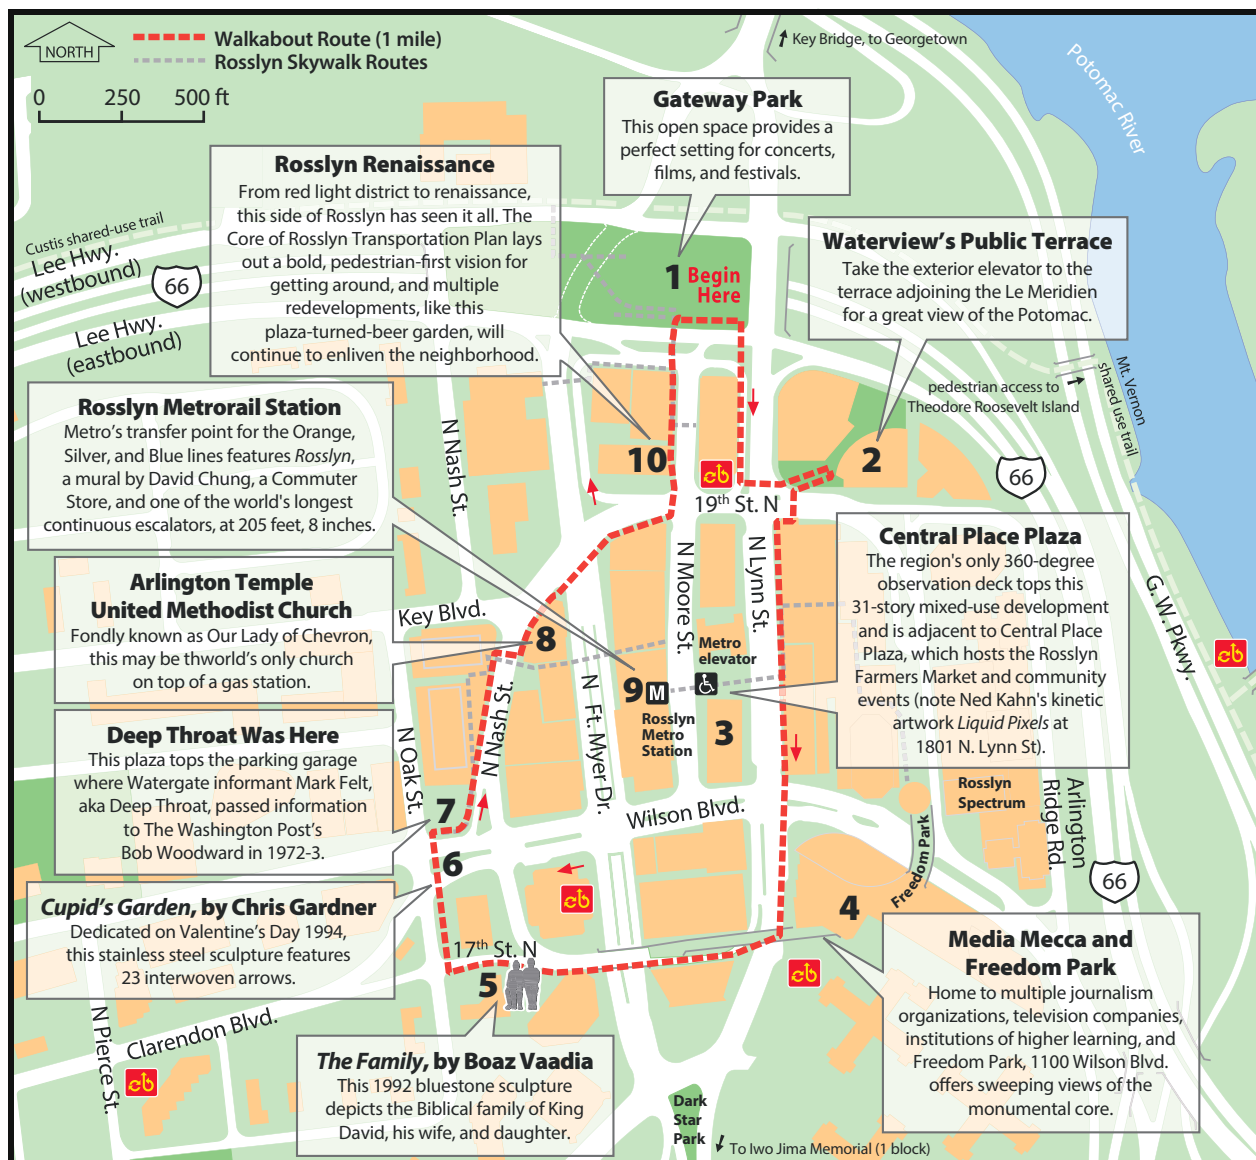 NORTH
Walkabout Route (1 mile)
Rosslyn Skywalk Routes
0 250 500 ft
Key Bridge, to Georgetown
Potomac River
Gateway Park
This open space provides a
perfect setting for concerts,
films, and festivals.
Rosslyn Renaissance
From red light district to renaissance,
this side of Rosslyn has seen it all. The
Core of Rosslyn Transportation Plan lays
out a bold, pedestrian-first vision for
getting around, and multiple
redevelopments, like this
plaza-turned-beer garden, will
continue to enliven the neighborhood.
Custis shared-use trail
Lee Hwy.
(westbound)
66
Lee Hwy.
(eastbound)
1 Begin
Here
Waterview's Public Terrace
Take the exterior elevator to the
terrace adjoining the Le Meridien
for a great view of the Potomac.
pedestrian access to
Theodore Roosevelt Island
Mt. Vernon
shared use trail
Rosslyn Metrorail Station
Metro's transfer point for the Orange,
Silver, and Blue lines features Rosslyn,
a mural by David Chung, a Commuter
Store, and one of the world's longest
continuous escalators, at 205 feet, 8 inches.
N Nash St.
10
2
66
19th St. N
Central Place Plaza
The region's only 360-degree
observation deck tops this
31-story mixed-use development
and is adjacent to Central Place
Plaza, which hosts the Rosslyn
Farmers Market and community
events (note Ned Kahn's kinetic
artwork Liquid Pixels at
1801 N. Lynn St).
N Moore St.
N Lynn St.
G. W. Pkwy.
Arlington Temple
United Methodist Church
Fondly known as Our Lady of Chevron,
this may be thworld's only church
on top of a gas station.
Key Blvd.
8
Metro
elevator
9 M
Rosslyn
Metro
Station
3
N Nash St.
N Ft. Myer Dr.
N Oak St.
Deep Throat Was Here
This plaza tops the parking garage
where Watergate informant Mark Felt,
aka Deep Throat, passed information
to The Washington Post's
Bob Woodward in 1972-3.
7
6
Wilson Blvd.
Rosslyn
Spectrum
Arlington
Ridge Rd.
Freedom Park
66
4
Cupid's Garden, by Chris Gardner
Dedicated on Valentine's Day 1994,
this stainless steel sculpture features
23 interwoven arrows.
17th St. N
5
Media Mecca and
Freedom Park
Home to multiple journalism
organizations, television companies,
institutions of higher learning, and
Freedom Park, 1100 Wilson Blvd.
offers sweeping views of the
monumental core.
N Pierce St.
Clarendon Blvd.
The Family, by Boaz Vaadia
This 1992 bluestone sculpture
depicts the Biblical family of King
David, his wife, and daughter.
Dark
Star
Park
To Iwo Jima Memorial (1 block)